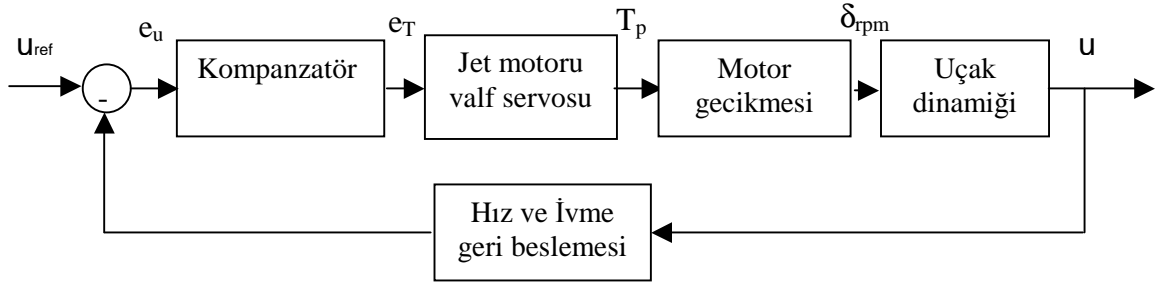 u_ref
-
e_u
Kompanzatör
e_T
Jet motoru
valf servosu
T_p
Motor
gecikmesi
δ_rpm
Uçak
dinamiği
u
Hız ve İvme
geri beslemesi